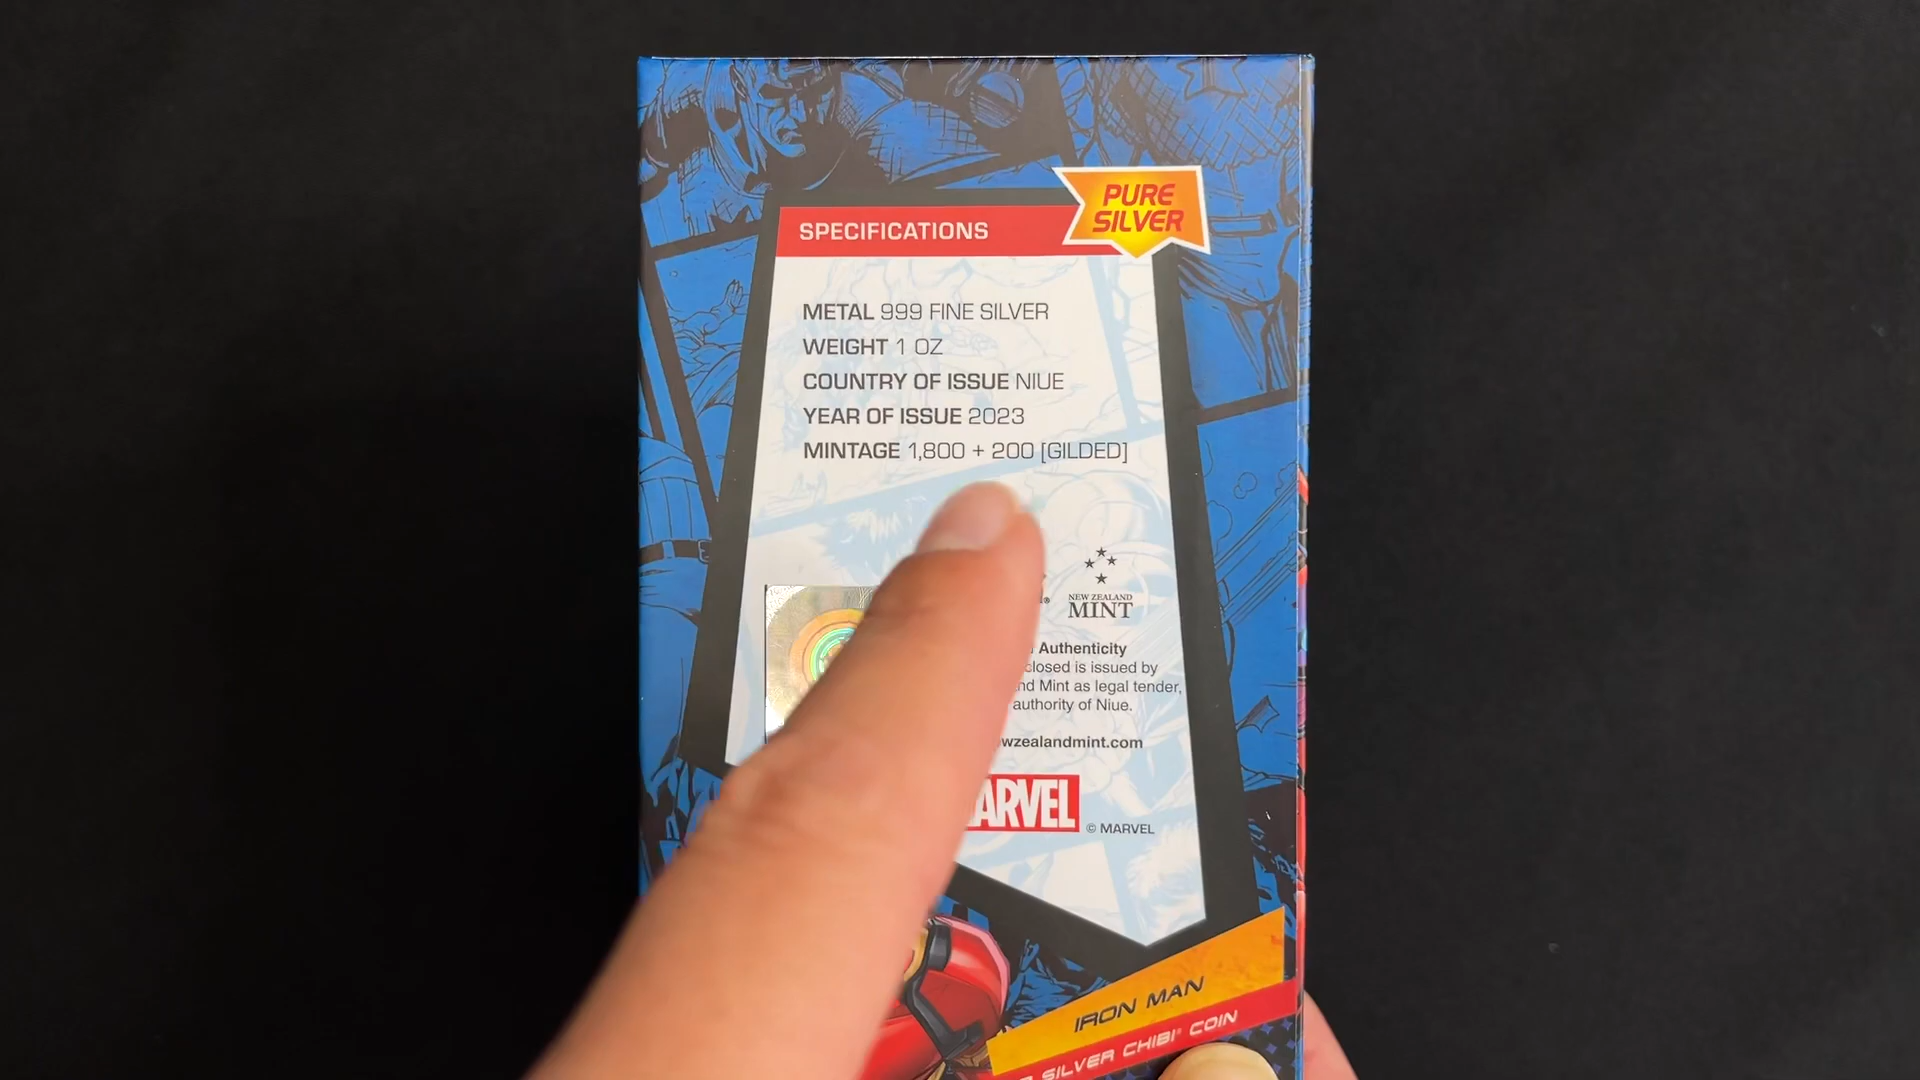 PURE
SILVER
SPECIFICATIONS
METAL 999 FINE SILVER
WEIGHT 1 OZ
COUNTRY OF ISSUE NIUE
YEAR OF ISSUE 2023
MINTAGE 1,800 + 200 [GILDED]
NEW ZEALAND
MINT
Authenticity
is issued by
Mint as legal tender,
authority of Niue.
wzealandmint.com
ARVEL
© MARVEL
IRON MAN
SILVER CHIBI® COIN